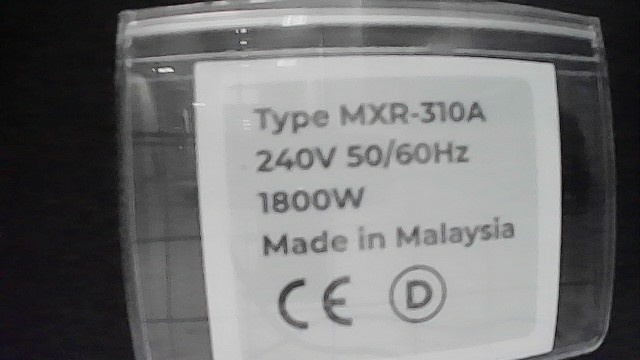 Type MXR-310A
240V 50/60Hz
1800W
Made in Malaysia
CE D